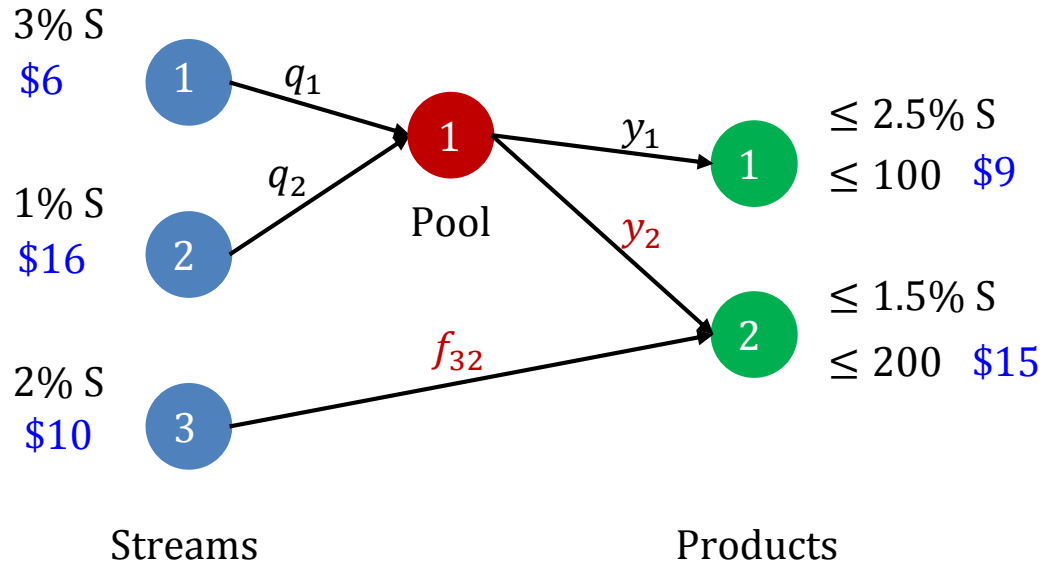 3% S
$6
1
q₁
1% S
$16
2
q₂
2% S
$10
3
f₃₂
1
Pool
y₁
y₂
1
≤ 2.5% S
≤ 100 $9
2
≤ 1.5% S
≤ 200 $15
Streams
Products